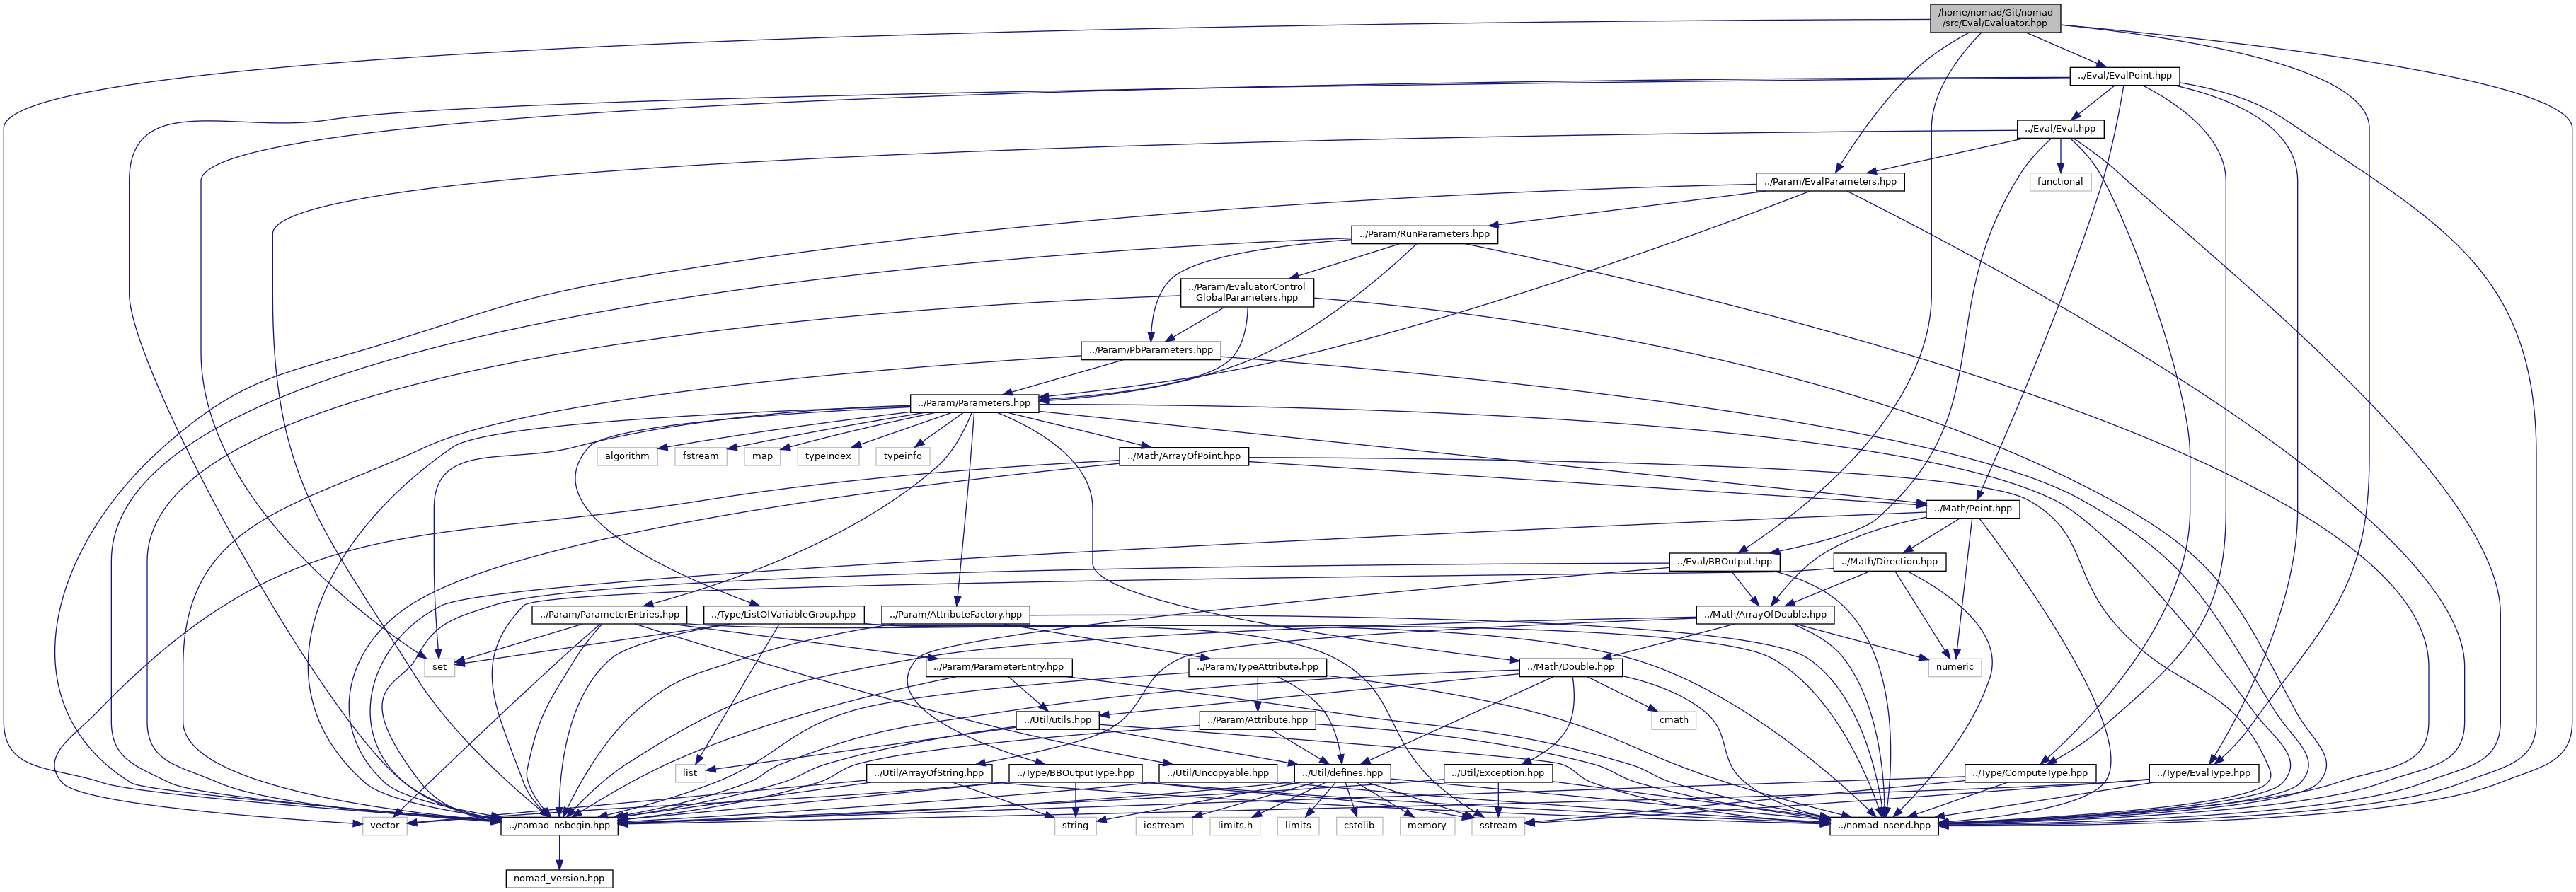 /home/nomad/Git/nomad
/src/Eval/Evaluator.hpp
../Eval/EvalPoint.hpp
../Eval/Eval.hpp
../Param/EvalParameters.hpp
functional
../Param/RunParameters.hpp
../Param/EvaluatorControl
GlobalParameters.hpp
../Param/PbParameters.hpp
../Param/Parameters.hpp
algorithm
fstream
map
typeindex
typeinfo
../Math/ArrayOfPoint.hpp
../Math/Point.hpp
../Eval/BBOutput.hpp
../Math/Direction.hpp
../Param/ParameterEntries.hpp
../Type/ListOfVariableGroup.hpp
../Param/AttributeFactory.hpp
../Math/ArrayOfDouble.hpp
set
../Param/ParameterEntry.hpp
../Param/TypeAttribute.hpp
../Math/Double.hpp
numeric
../Util/utils.hpp
../Param/Attribute.hpp
cmath
list
../Util/ArrayOfString.hpp
../Type/BBOutputType.hpp
../Util/Uncopyable.hpp
../Util/defines.hpp
../Util/Exception.hpp
../Type/ComputeType.hpp
../Type/EvalType.hpp
vector
../nomad_nsbegin.hpp
string
iostream
limits.h
limits
cstdlib
memory
sstream
../nomad_nsend.hpp
nomad_version.hpp